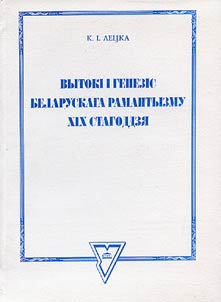 К. І. ЛЕЦКА
ВЫТОКІ І ГЕНЕЗІС
БЕЛАРУСКАГА РАМАНТЫЗМУ
XIX СТАГОДДЗЯ